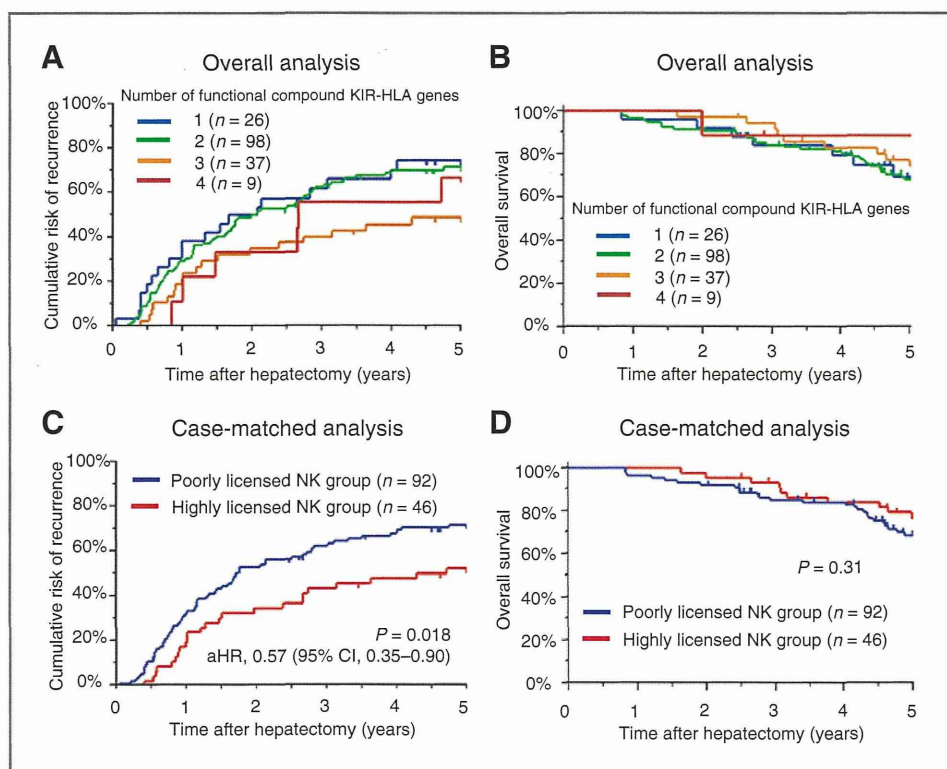 A
Overall analysis
Number of functional compound KIR-HLA genes
1 (n = 26)
2 (n = 98)
3 (n = 37)
4 (n = 9)
Cumulative risk of recurrence
100%
80%
60%
40%
20%
0%
0 1 2 3 4 5
Time after hepatectomy (years)
B
Overall analysis
Overall survival
100%
80%
60%
40%
20%
0%
Number of functional compound KIR-HLA genes
1 (n = 26)
2 (n = 98)
3 (n = 37)
4 (n = 9)
0 1 2 3 4 5
Time after hepatectomy (years)
C
Case-matched analysis
Cumulative risk of recurrence
100%
80%
60%
40%
20%
0%
Poorly licensed NK group (n = 92)
Highly licensed NK group (n = 46)
P = 0.018
aHR, 0.57 (95% CI, 0.35–0.90)
0 1 2 3 4 5
Time after hepatectomy (years)
D
Case-matched analysis
Overall survival
100%
80%
60%
40%
20%
0%
P = 0.31
Poorly licensed NK group (n = 92)
Highly licensed NK group (n = 46)
0 1 2 3 4 5
Time after hepatectomy (years)